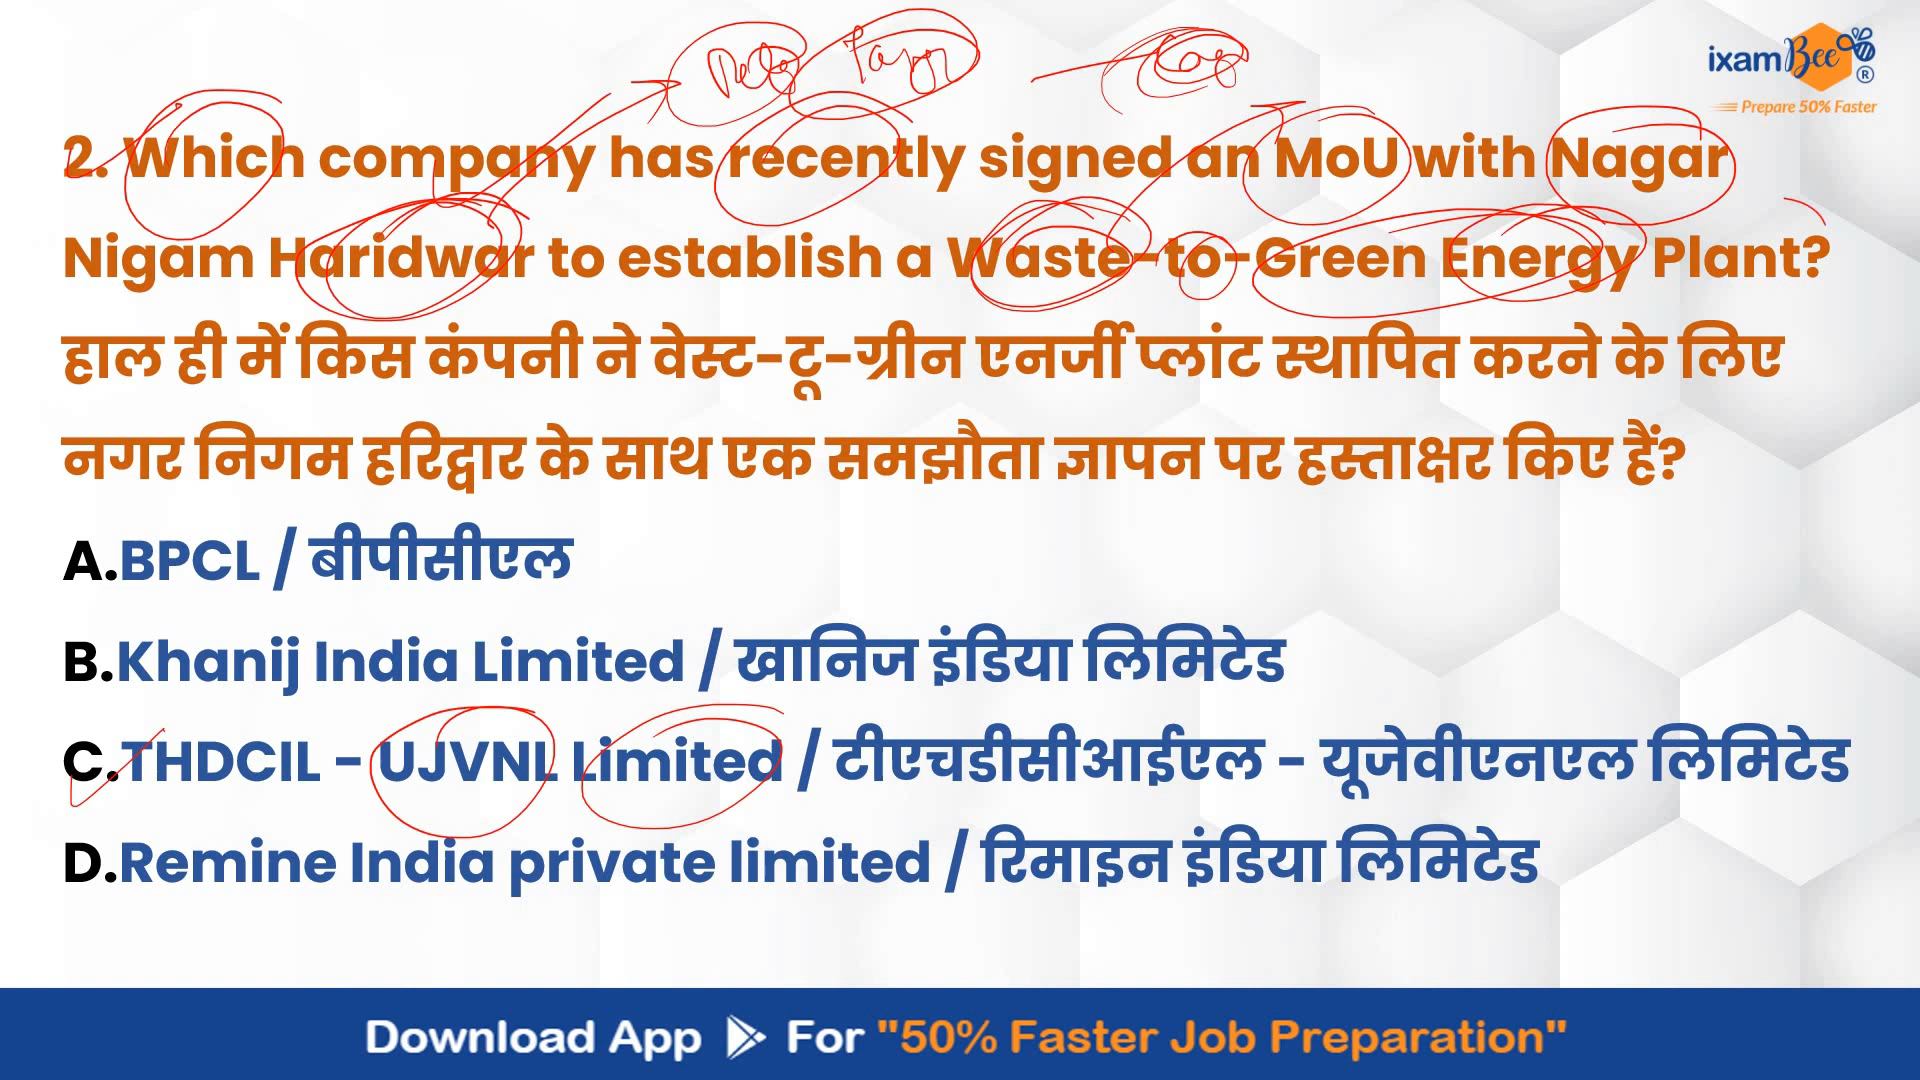 ixamBee
®
Prepare 50% Faster
2. Which company has recently signed an MoU with Nagar
Nigam Haridwar to establish a Waste-to-Green Energy Plant?
हाल ही में किस कंपनी ने वेस्ट-टू-ग्रीन एनर्जी प्लांट स्थापित करने के लिए
नगर निगम हरिद्वार के साथ एक समझौता ज्ञापन पर हस्ताक्षर किए हैं?
A.BPCL / बीपीसीएल
B.Khanij India Limited / खानिज इंडिया लिमिटेड
C.THDCIL - UJVNL Limited / टीएचडीसीआईएल - यूजेवीएनएल लिमिटेड
D.Remine India private limited / रिमाइन इंडिया लिमिटेड
Download App For "50% Faster Job Preparation"